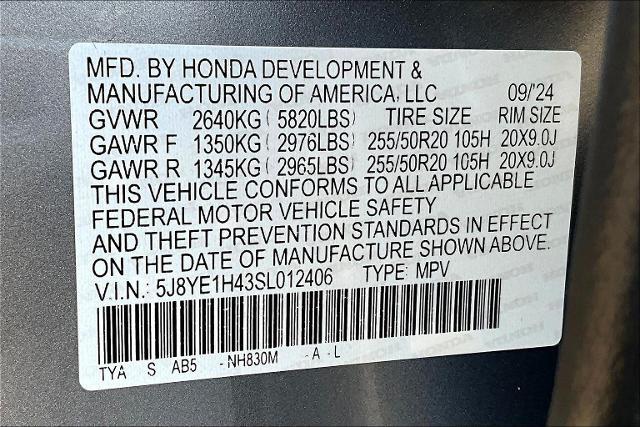 MFD. BY HONDA DEVELOPMENT &
MANUFACTURING OF AMERICA, LLC 09/'24
GVWR 2640KG ( 5820LBS) TIRE SIZE RIM SIZE
GAWR F 1350KG ( 2976LBS) 255/50R20 105H 20X9.0J
GAWR R 1345KG ( 2965LBS) 255/50R20 105H 20X9.0J
THIS VEHICLE CONFORMS TO ALL APPLICABLE
FEDERAL MOTOR VEHICLE SAFETY
AND THEFT PREVENTION STANDARDS IN EFFECT
ON THE DATE OF MANUFACTURE SHOWN ABOVE.
V.I.N.: 5J8YE1H43SL012406 TYPE: MPV
TYA S AB5 -NH830M -A -L